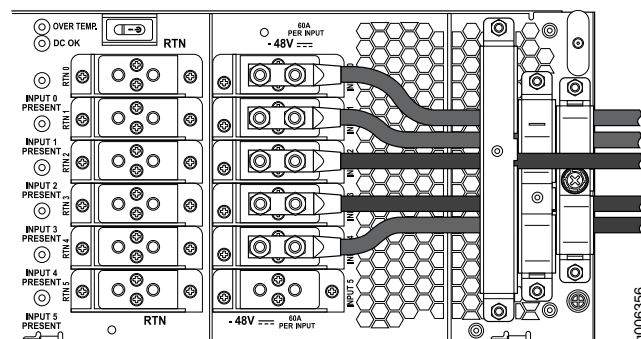 OVER TEMP.
DC OK
RTN
60A
PER INPUT
- 48V
RTN 0
INPUT 0
PRESENT
RTN 1
INPUT 1
PRESENT
RTN 2
INPUT 2
PRESENT
RTN 3
INPUT 3
PRESENT
RTN 4
INPUT 4
PRESENT
RTN 5
INPUT 5
INPUT 5
PRESENT
RTN
- 48V
60A
PER INPUT